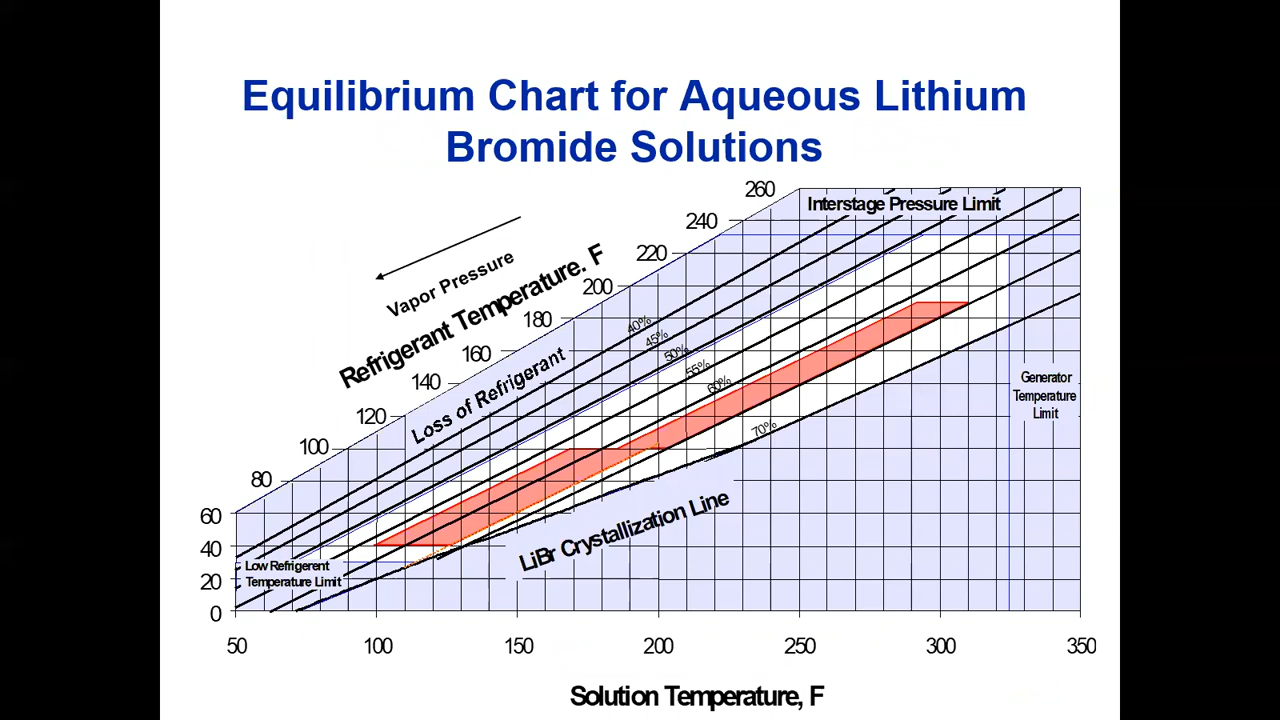 Equilibrium Chart for Aqueous Lithium
Bromide Solutions
260
Interstage Pressure Limit
240
220
Vapor Pressure
Refrigerant Temperature. F
200
180
160
140
120
100
80
60
40
20
0
Loss of Refrigerant
40%
45%
50%
55%
60%
70%
Generator
Temperature
Limit
LiBr Crystallization Line
Low Refrigerent
Temperature Limit
50
100
150
200
250
300
350
Solution Temperature, F